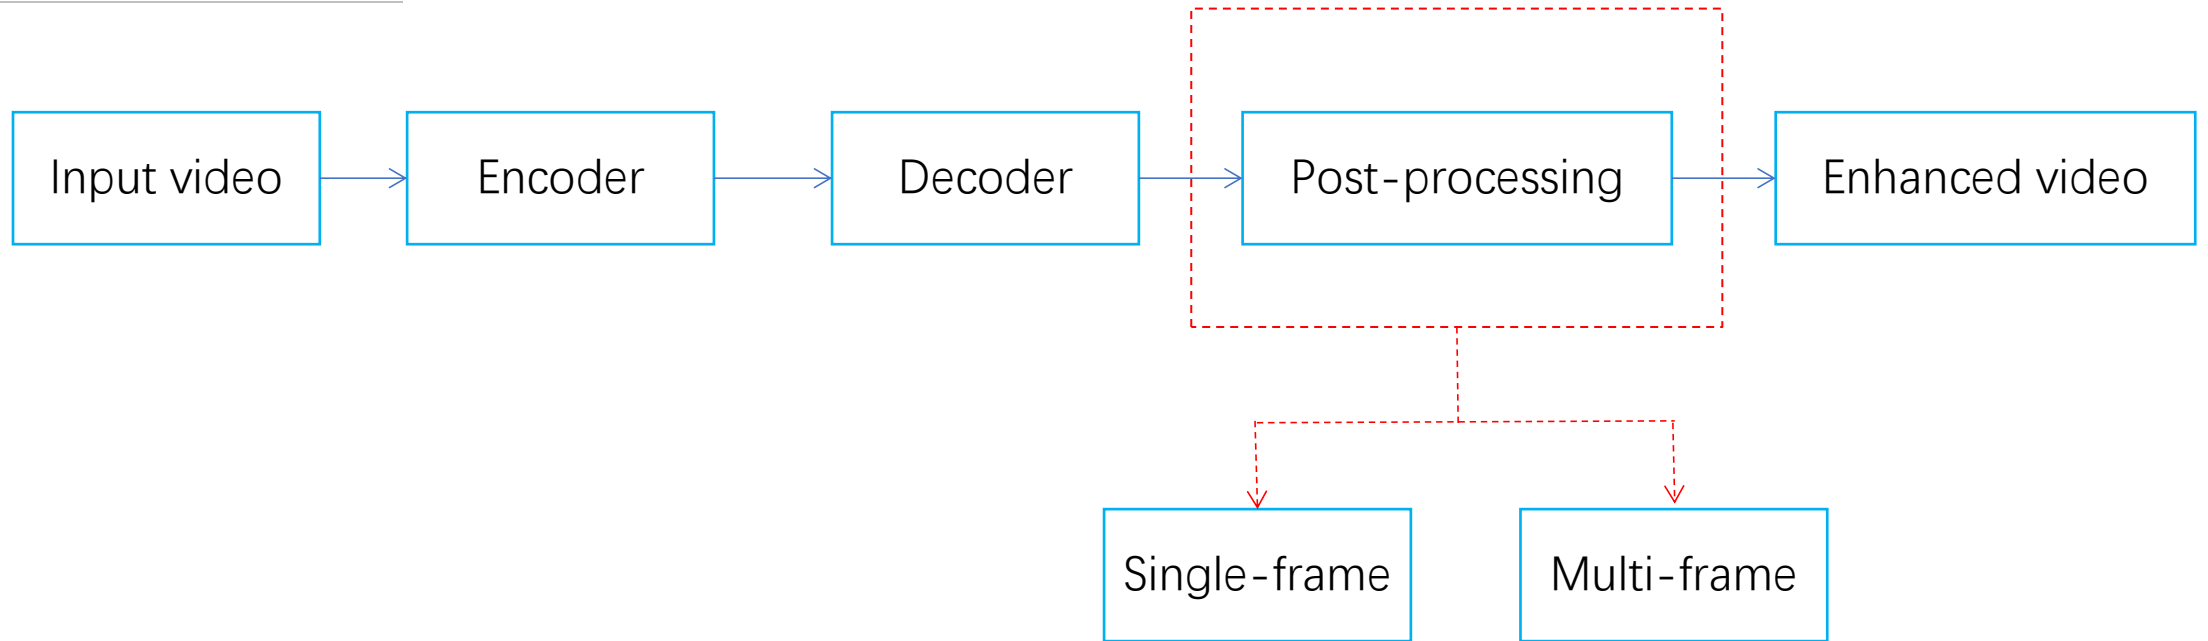 Input video
Encoder
Decoder
Post-processing
Enhanced video
Single-frame
Multi-frame